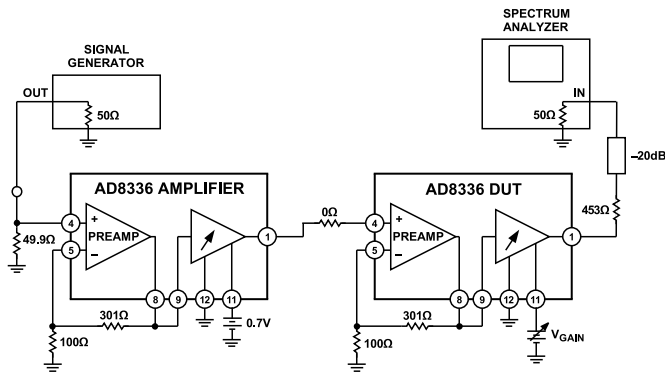 SIGNAL
GENERATOR
OUT
50Ω
SPECTRUM
ANALYZER
IN
50Ω
–20dB
453Ω
AD8336 AMPLIFIER
4
+
PREAMP
5
–
1
49.9Ω
8
9
12
11
301Ω
100Ω
0.7V
0Ω
AD8336 DUT
4
+
PREAMP
5
–
1
8
9
12
11
301Ω
100Ω
VGAIN